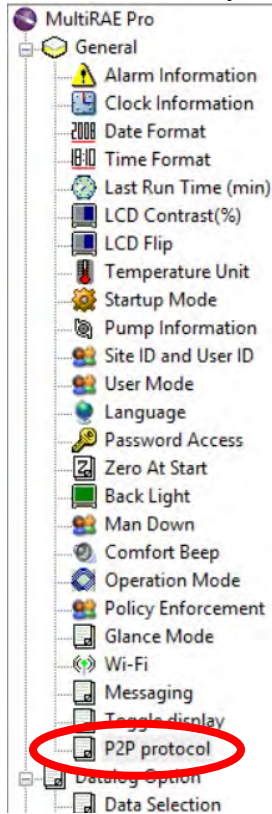 MultiRAE Pro
General
Alarm Information
Clock Information
2008 Date Format
18:10 Time Format
Last Run Time (min)
LCD Contrast(%)
LCD Flip
Temperature Unit
Startup Mode
Pump Information
Site ID and User ID
User Mode
Language
Password Access
Zero At Start
Back Light
Man Down
Comfort Beep
Operation Mode
Policy Enforcement
Glance Mode
Wi-Fi
Messaging
Toggle display
P2P protocol
Datalog Option
Data Selection